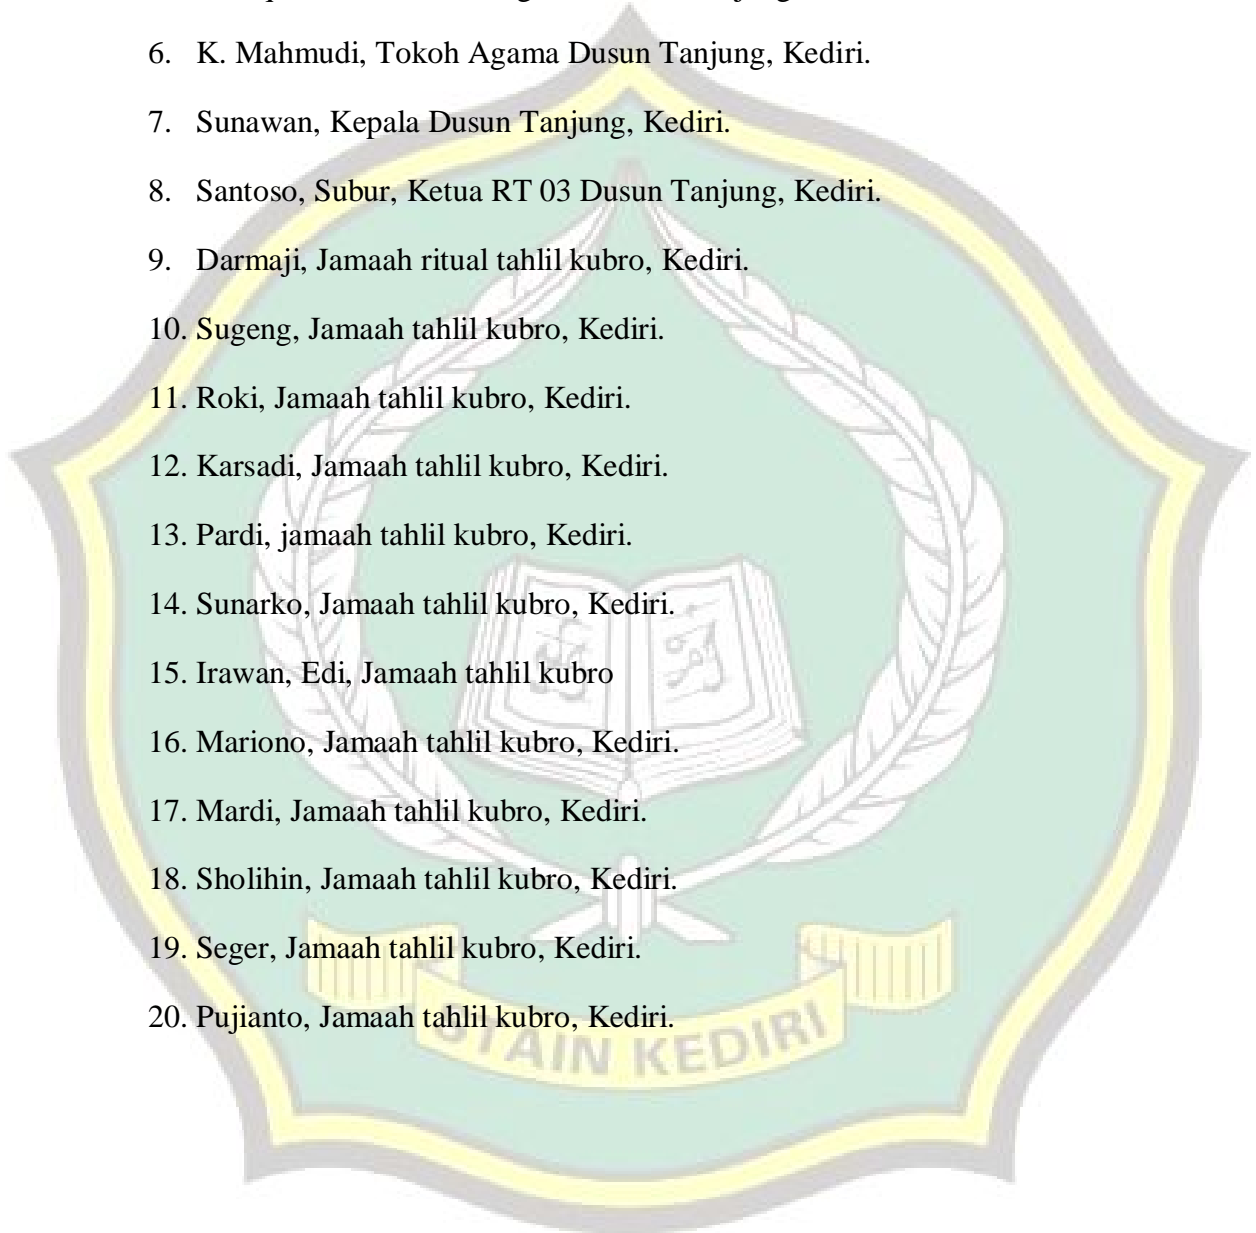 6. K. Mahmudi, Tokoh Agama Dusun Tanjung, Kediri.
7. Sunawan, Kepala Dusun Tanjung, Kediri.
8. Santoso, Subur, Ketua RT 03 Dusun Tanjung, Kediri.
9. Darmaji, Jamaah ritual tahlil kubro, Kediri.
10. Sugeng, Jamaah tahlil kubro, Kediri.
11. Roki, Jamaah tahlil kubro, Kediri.
12. Karsadi, Jamaah tahlil kubro, Kediri.
13. Pardi, jamaah tahlil kubro, Kediri.
14. Sunarko, Jamaah tahlil kubro, Kediri.
15. Irawan, Edi, Jamaah tahlil kubro
16. Mariono, Jamaah tahlil kubro, Kediri.
17. Mardi, Jamaah tahlil kubro, Kediri.
18. Sholihin, Jamaah tahlil kubro, Kediri.
19. Seger, Jamaah tahlil kubro, Kediri.
20. Pujianto, Jamaah tahlil kubro, Kediri.
STAIN KEDIRI